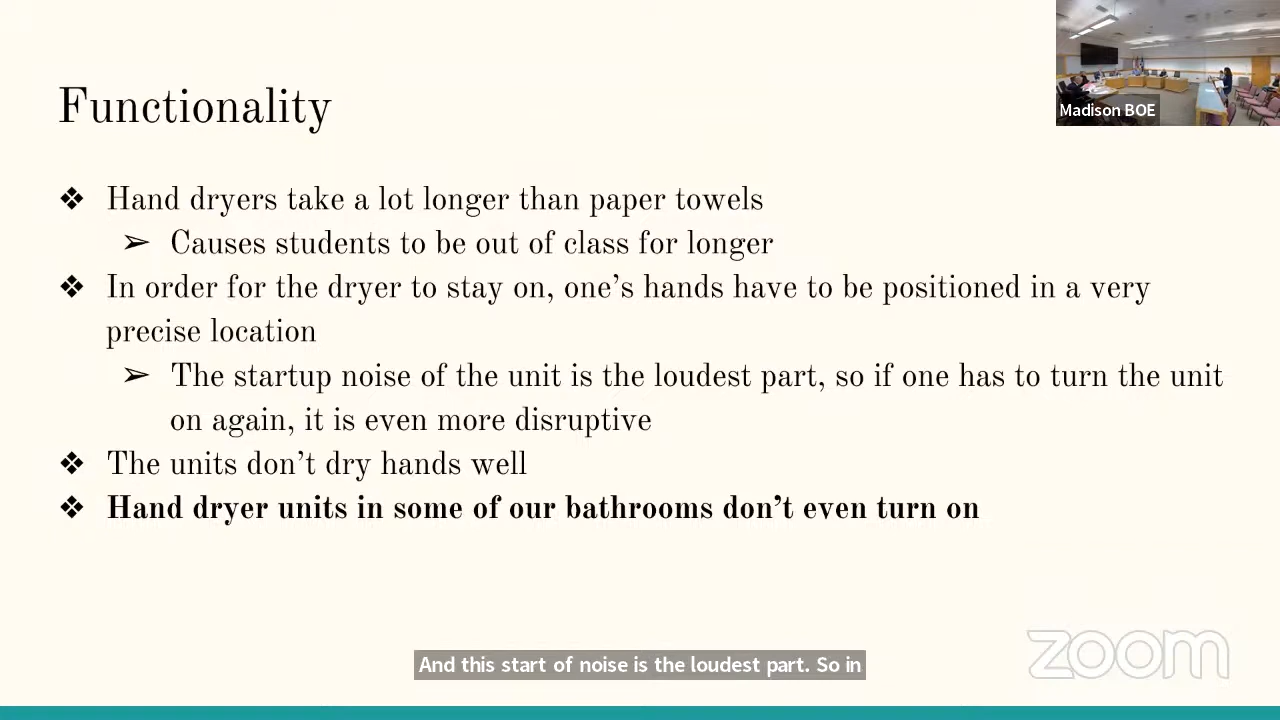 Functionality
Madison BOE
❖ Hand dryers take a lot longer than paper towels
➢ Causes students to be out of class for longer
❖ In order for the dryer to stay on, one’s hands have to be positioned in a very
precise location
➢ The startup noise of the unit is the loudest part, so if one has to turn the unit
on again, it is even more disruptive
❖ The units don’t dry hands well
❖ Hand dryer units in some of our bathrooms don’t even turn on
And this start of noise is the loudest part. So in
zoom